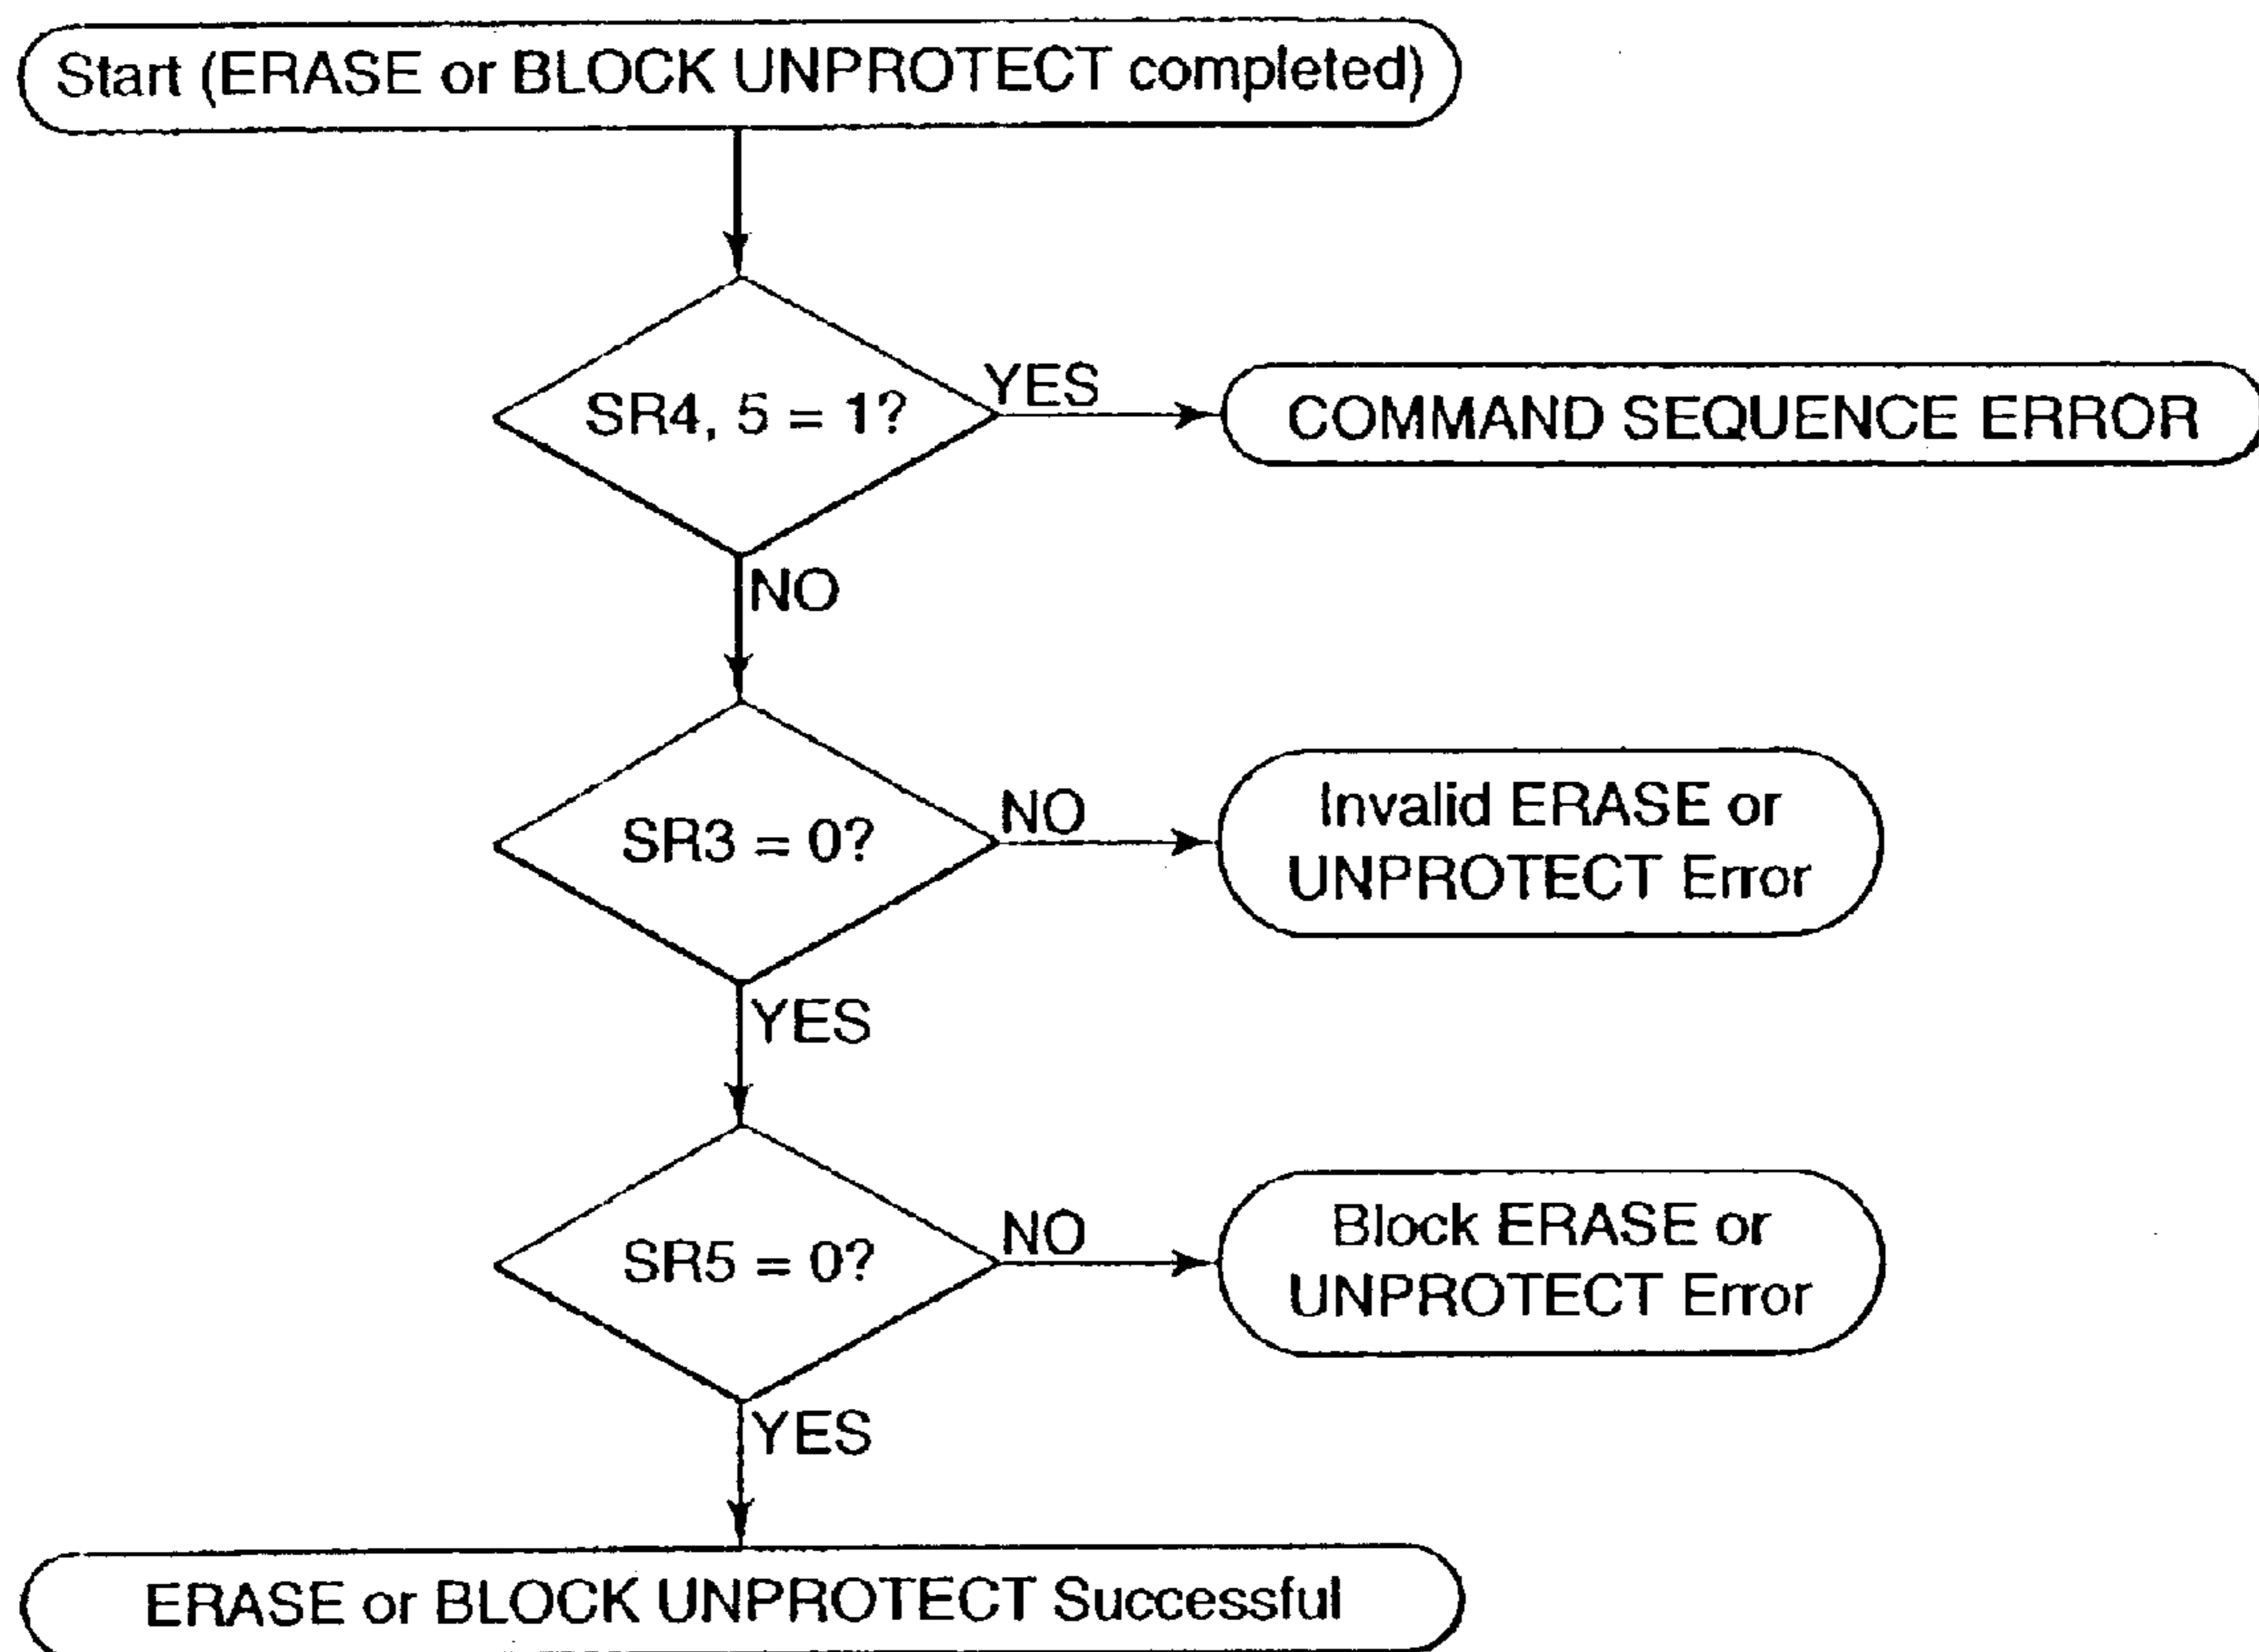 Start (ERASE or BLOCK UNPROTECT completed)
SR4, 5 = 1?
YES
COMMAND SEQUENCE ERROR
NO
SR3 = 0?
NO
Invalid ERASE or
UNPROTECT Error
YES
SR5 = 0?
NO
Block ERASE or
UNPROTECT Error
YES
ERASE or BLOCK UNPROTECT Successful